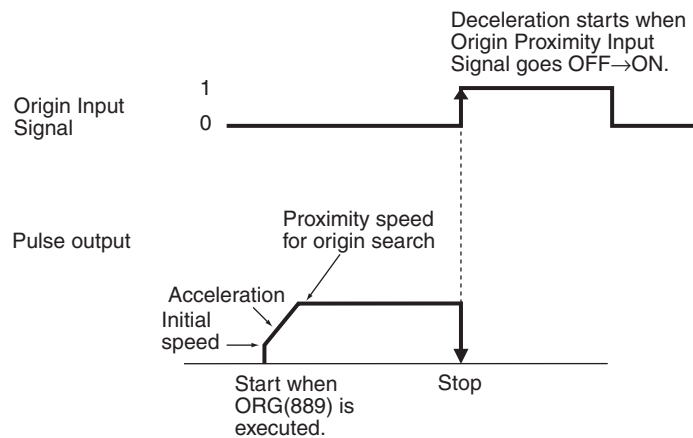 Deceleration starts when
Origin Proximity Input
Signal goes OFF→ON.
Origin Input
Signal
1
0
Pulse output
Proximity speed
for origin search
Acceleration
Initial
speed
Start when
ORG(889) is
executed.
Stop